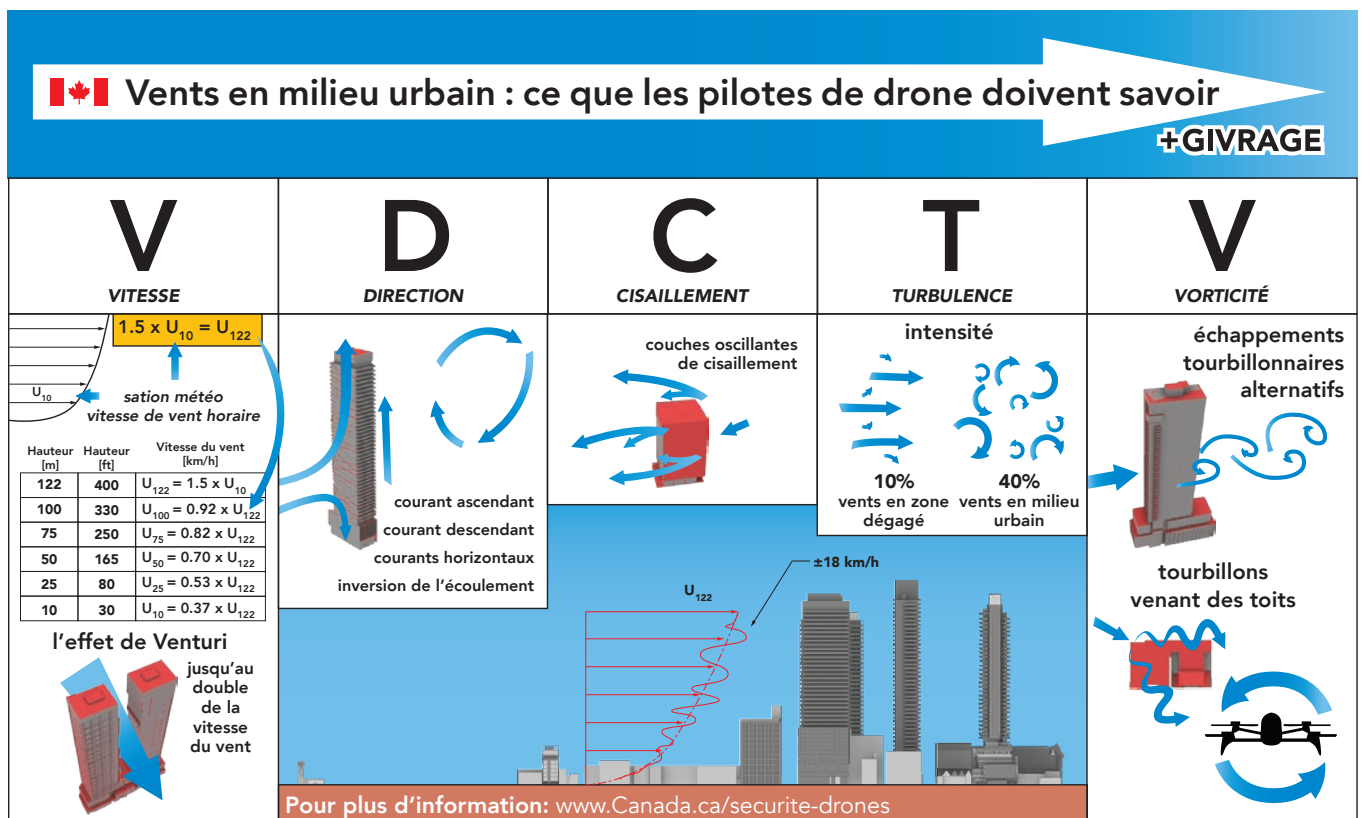 Vents en milieu urbain : ce que les pilotes de drone doivent savoir
+GIVRAGE
V
VITESSE
1.5 x U10 = U122
U10
sation météo
vitesse de vent horaire
Hauteur [m] Hauteur [ft] Vitesse du vent [km/h]
122 400 U122 = 1.5 x U10
100 330 U100 = 0.92 x U122
75 250 U75 = 0.82 x U122
50 165 U50 = 0.70 x U122
25 80 U25 = 0.53 x U122
10 30 U10 = 0.37 x U122
l'effet de Venturi
jusqu'au
double
de la
vitesse
du vent
D
DIRECTION
courant ascendant
courant descendant
courants horizontaux
inversion de l'écoulement
C
CISAILLEMENT
couches oscillantes
de cisaillement
T
TURBULENCE
intensité
10%
vents en zone
dégagé
40%
vents en milieu
urbain
U122
±18 km/h
V
VORTICITÉ
échappements
tourbillonnaires
alternatifs
tourbillons
venant des toits
Pour plus d'information: www.Canada.ca/securite-drones